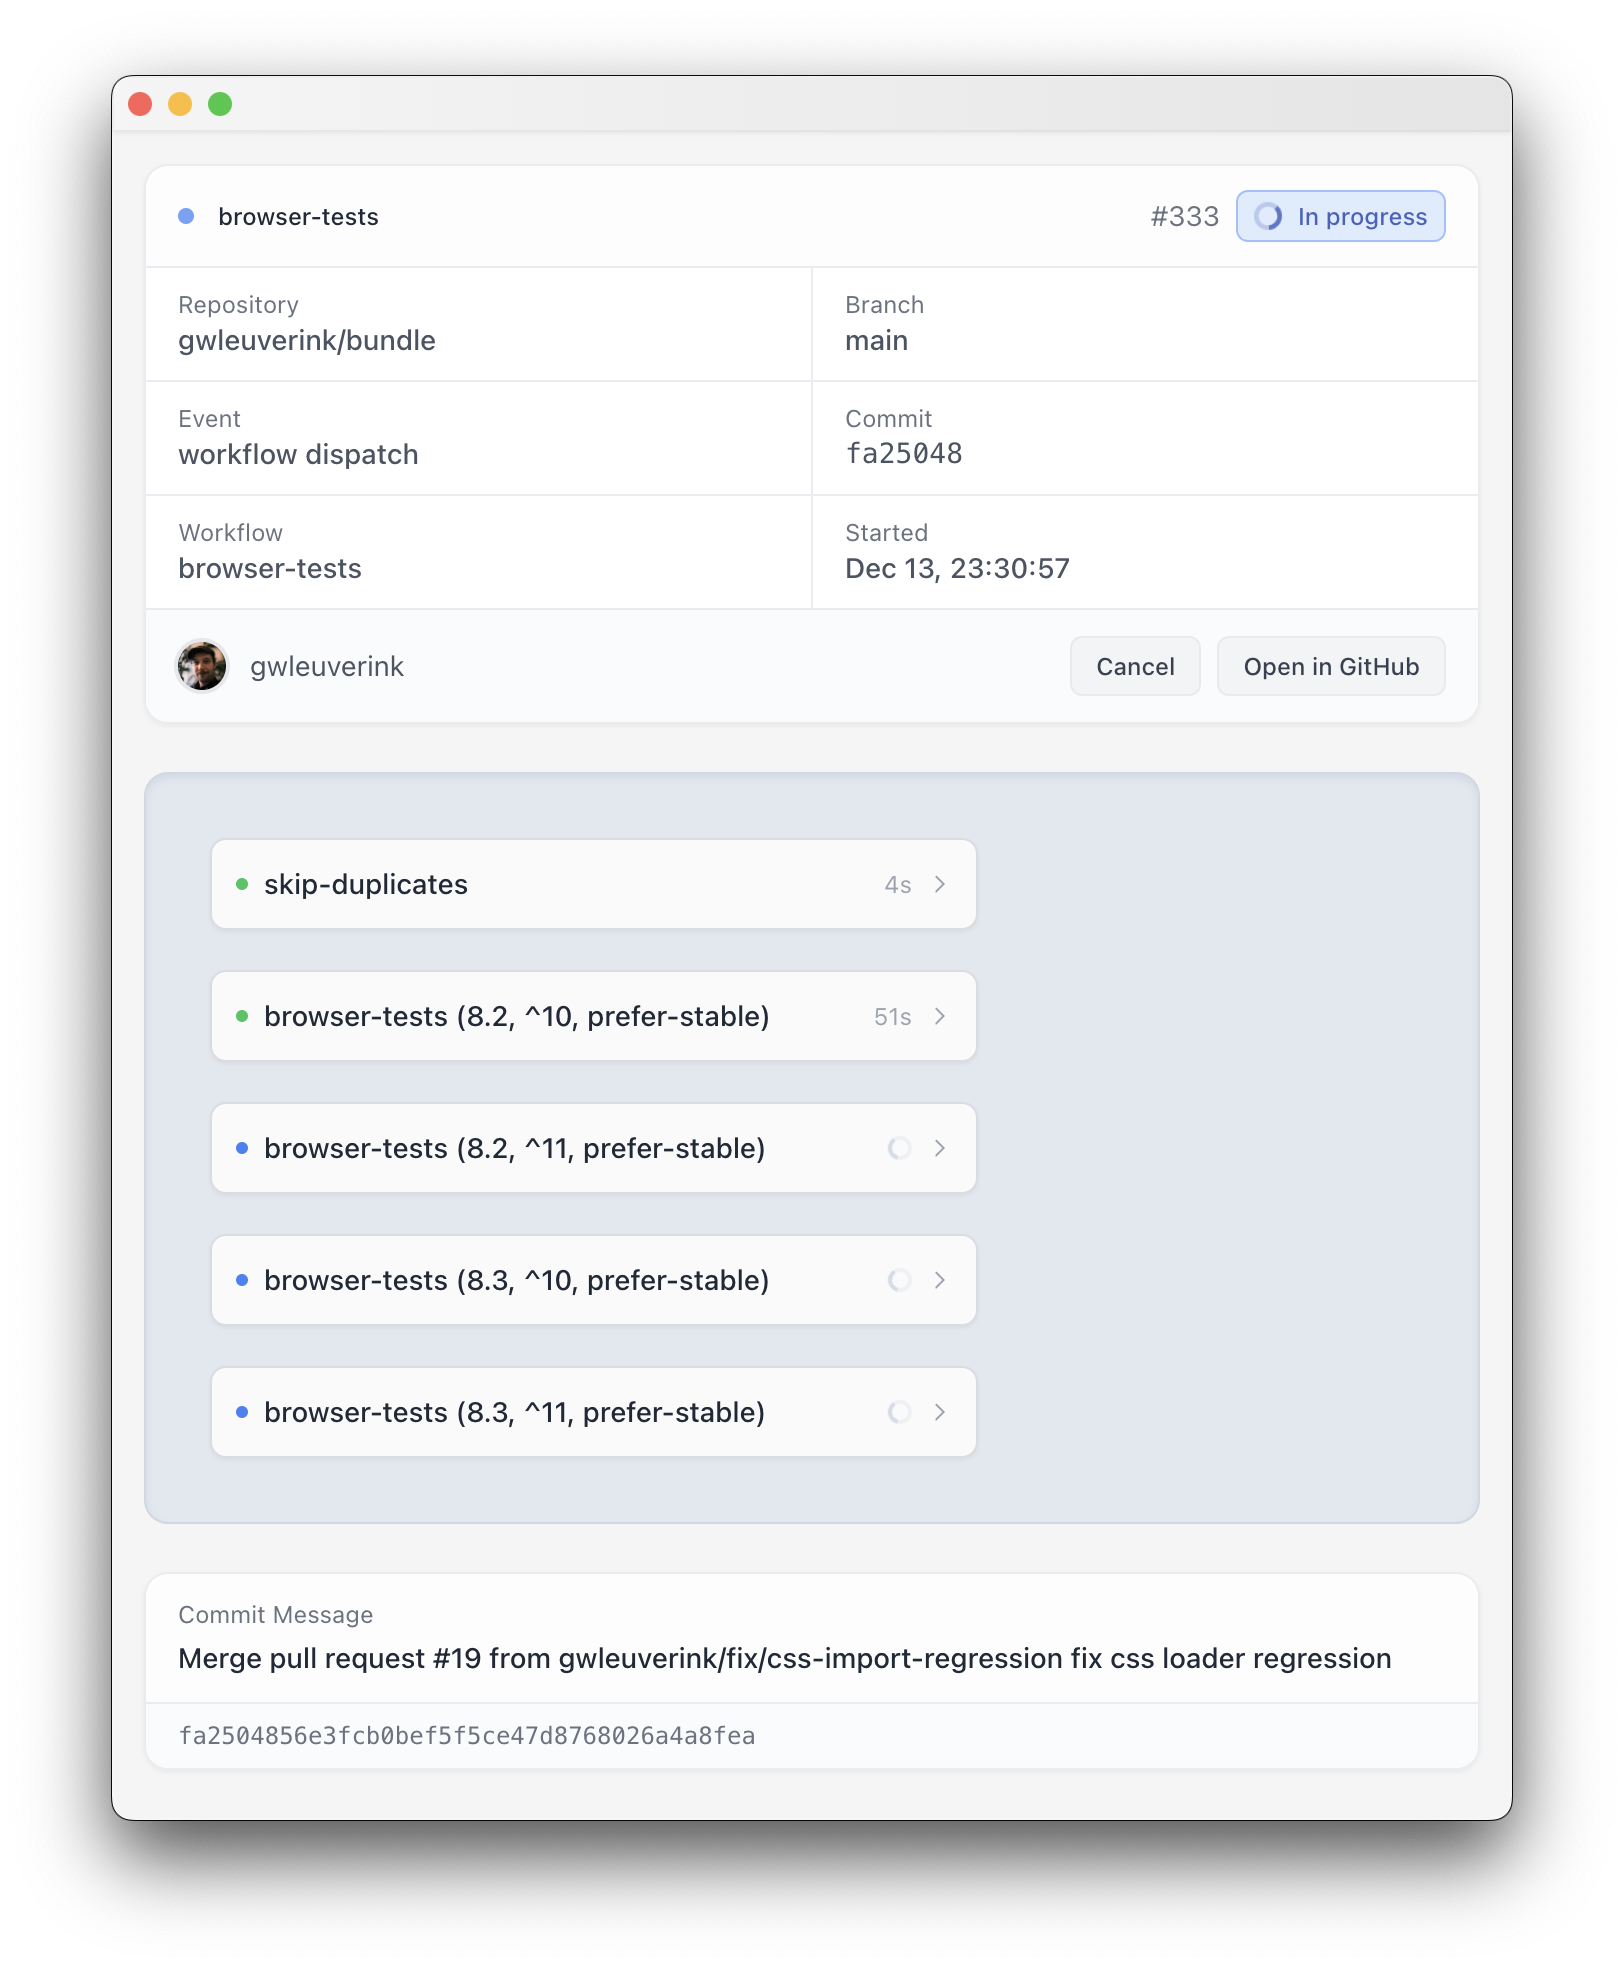 browser-tests
#333 In progress
Repository
gwleuverink/bundle
Branch
main
Event
workflow dispatch
Commit
fa25048
Workflow
browser-tests
Started
Dec 13, 23:30:57
gwleuverink
Cancel
Open in GitHub
skip-duplicates 4s
browser-tests (8.2, ^10, prefer-stable) 51s
browser-tests (8.2, ^11, prefer-stable)
browser-tests (8.3, ^10, prefer-stable)
browser-tests (8.3, ^11, prefer-stable)
Commit Message
Merge pull request #19 from gwleuverink/fix/css-import-regression fix css loader regression
fa2504856e3fcb0bef5f5ce47d8768026a4a8fea